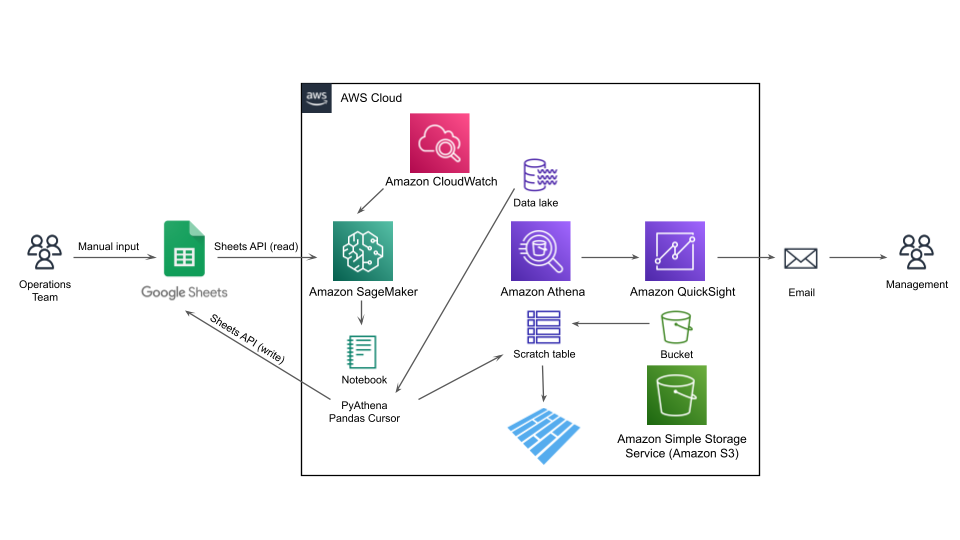 aws
AWS Cloud
Amazon CloudWatch
Data lake
Manual input
Sheets API (read)
Operations
Team
Google Sheets
Amazon SageMaker
Amazon Athena
Amazon QuickSight
Email
Management
Sheets API (write)
Notebook
Scratch table
Bucket
PyAthena
Pandas Cursor
Amazon Simple Storage
Service (Amazon S3)